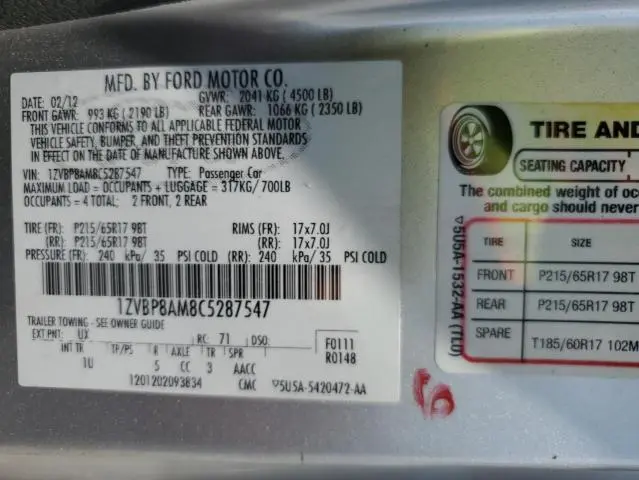 MFD. BY FORD MOTOR CO.
DATE: 02/12 GVWR: 2041 KG ( 4500 LB)
FRONT GAWR: 993 KG ( 2190 LB) REAR GAWR: 1066 KG ( 2350 LB)
THIS VEHICLE CONFORMS TO ALL APPLICABLE FEDERAL MOTOR
VEHICLE SAFETY, BUMPER, AND THEFT PREVENTION STANDARDS
IN EFFECT ON THE DATE OF MANUFACTURE SHOWN ABOVE.
VIN: 1ZVBP8AM8C5287547 TYPE: Passenger Car
MAXIMUM LOAD = OCCUPANTS + LUGGAGE = 317KG/ 700LB
OCCUPANTS = 4 TOTAL: 2 FRONT, 2 REAR
TIRE (FR): P215/65R17 98T RIMS (FR): 17x7.0J
(RR): P215/65R17 98T (RR): 17x7.0J
PRESSURE (FR): 240 kPa/ 35 PSI COLD (RR): 240 kPa/ 35 PSI COLD
1ZVBP8AM8C5287547
TRAILER TOWING - SEE OWNER GUIDE
EXT PNT: UX RC: 71 DSO: F0111
INT TR TP/PS R AXLE TR SPR R0148
1U 5 CC 3 AACC
1201202093834 CMC ▽5U5A-5420472-AA
TIRE AND
SEATING CAPACITY
The combined weight of
and cargo should never
▽5U5A-1532-AA (TLD)
TIRE SIZE
FRONT P215/65R17 98T
REAR P215/65R17 98T
SPARE T185/60R17 102M